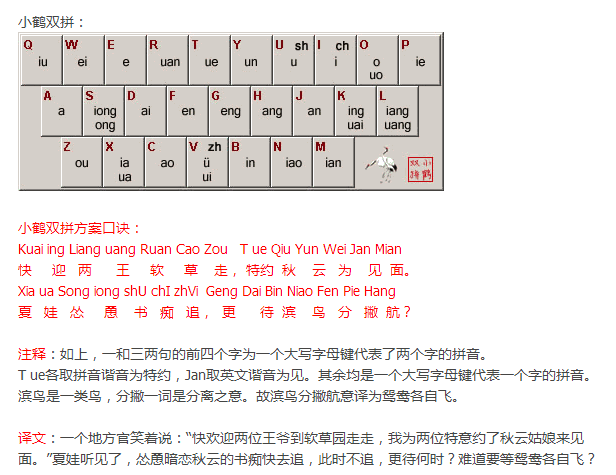 小鹤双拼：
Q W E R T Y U sh I ch O P
iu ei e uan ue un u i o uo ie
A S D F G H J K L
a iong ong ai en eng ang an ing uai iang uang
Z X C V zh B N M
ou ia ua ao ü ui in iao ian
双拼 小鹤
小鹤双拼方案口诀：
Kuai ing Liang uang Ruan Cao Zou T ue Qiu Yun Wei Jan Mian
快 迎 两 王 软 草 走，特约 秋 云 为 见 面。
Xia ua Song iong shU chI zhVi Geng Dai Bin Niao Fen Pie Hang
夏 娃 怂 恿 书 痴 追，更 待 滨 鸟 分 撇 航？
注释：如上，一和三两句的前四个字为一个大写字母键代表了两个字的拼音。
T ue各取拼音谐音为特约，Jan取英文谐音为见。其余均是一个大写字母键代表一个字的拼音。
滨鸟是一类鸟，分撇一词是分离之意。故滨鸟分撇航意译为鸳鸯各自飞。
译文：一个地方官笑着说：“快欢迎两位王爷到软草园走走，我为两位特意约了秋云姑娘来见
面。”夏娃听见了，怂恿暗恋秋云的书痴快去追，此时不追，更待何时？难道要等鸳鸯各自飞？